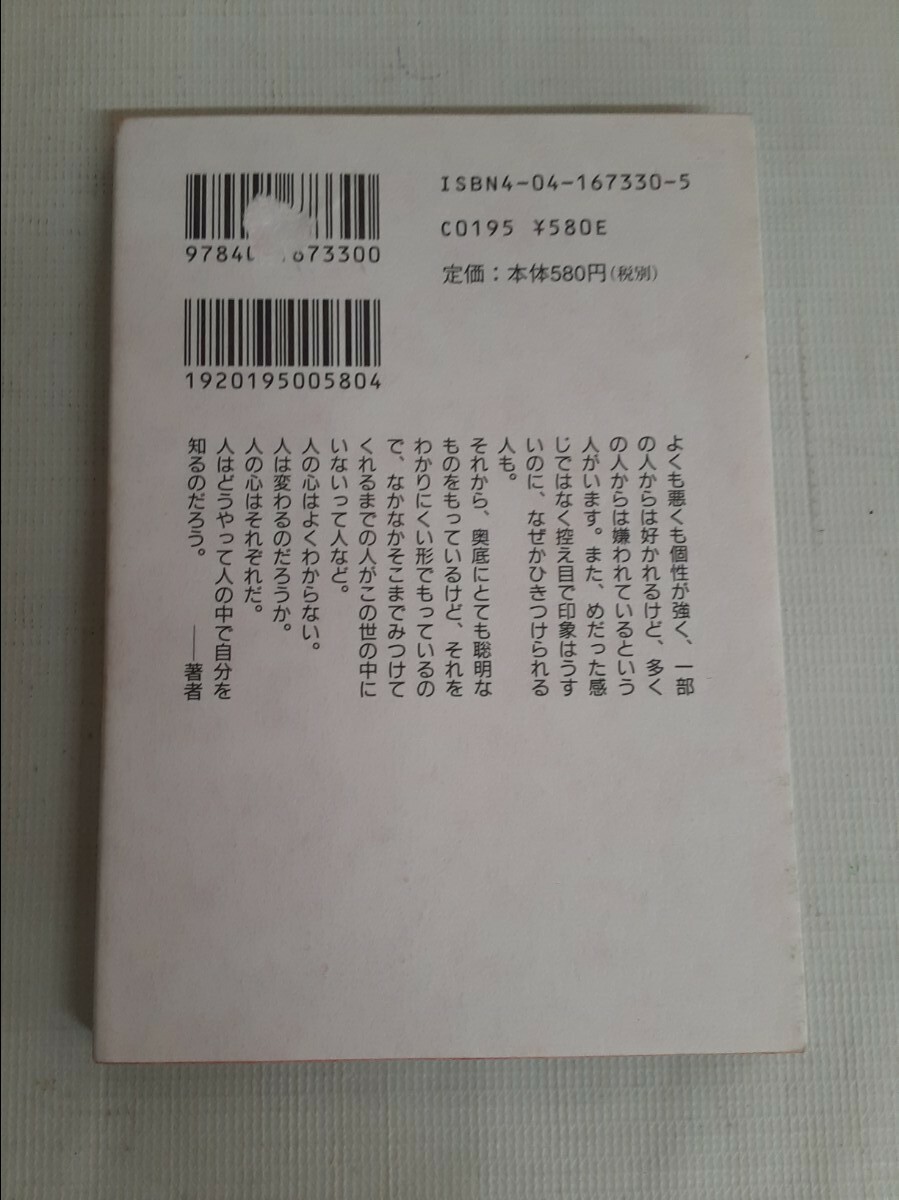 9784(　)673300
ISBN4-04-167330-5
C0195 ¥580E
定価：本体580円(税別)
1920195005804
よくも悪くも個性が強く、一部
の人からは好かれるけど、多く
の人からは嫌われているという
人がいます。また、めだった感
じではなく控え目で印象はうす
いのに、なぜかひきつけられる
人も。
それから、奥底にとても聡明な
ものをもっているけど、それを
わかりにくい形でもっているの
で、なかなかそこまでみつけて
くれるまでの人がこの世の中に
いないって人など。
人の心はよくわからない。
人は変わるのだろうか。
人の心はそれぞれだ。
人はどうやって人の中で自分を
知るのだろう。　――著者